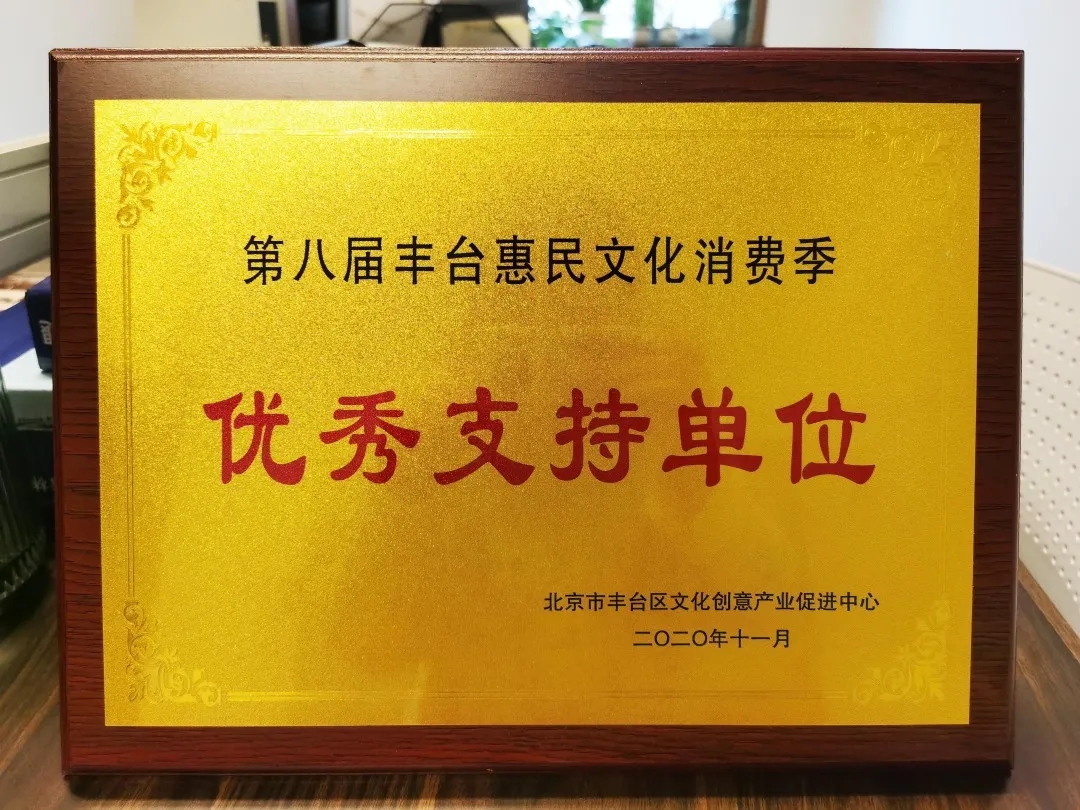 第八届丰台惠民文化消费季
优秀支持单位
北京市丰台区文化创意产业促进中心
二〇二〇年十一月